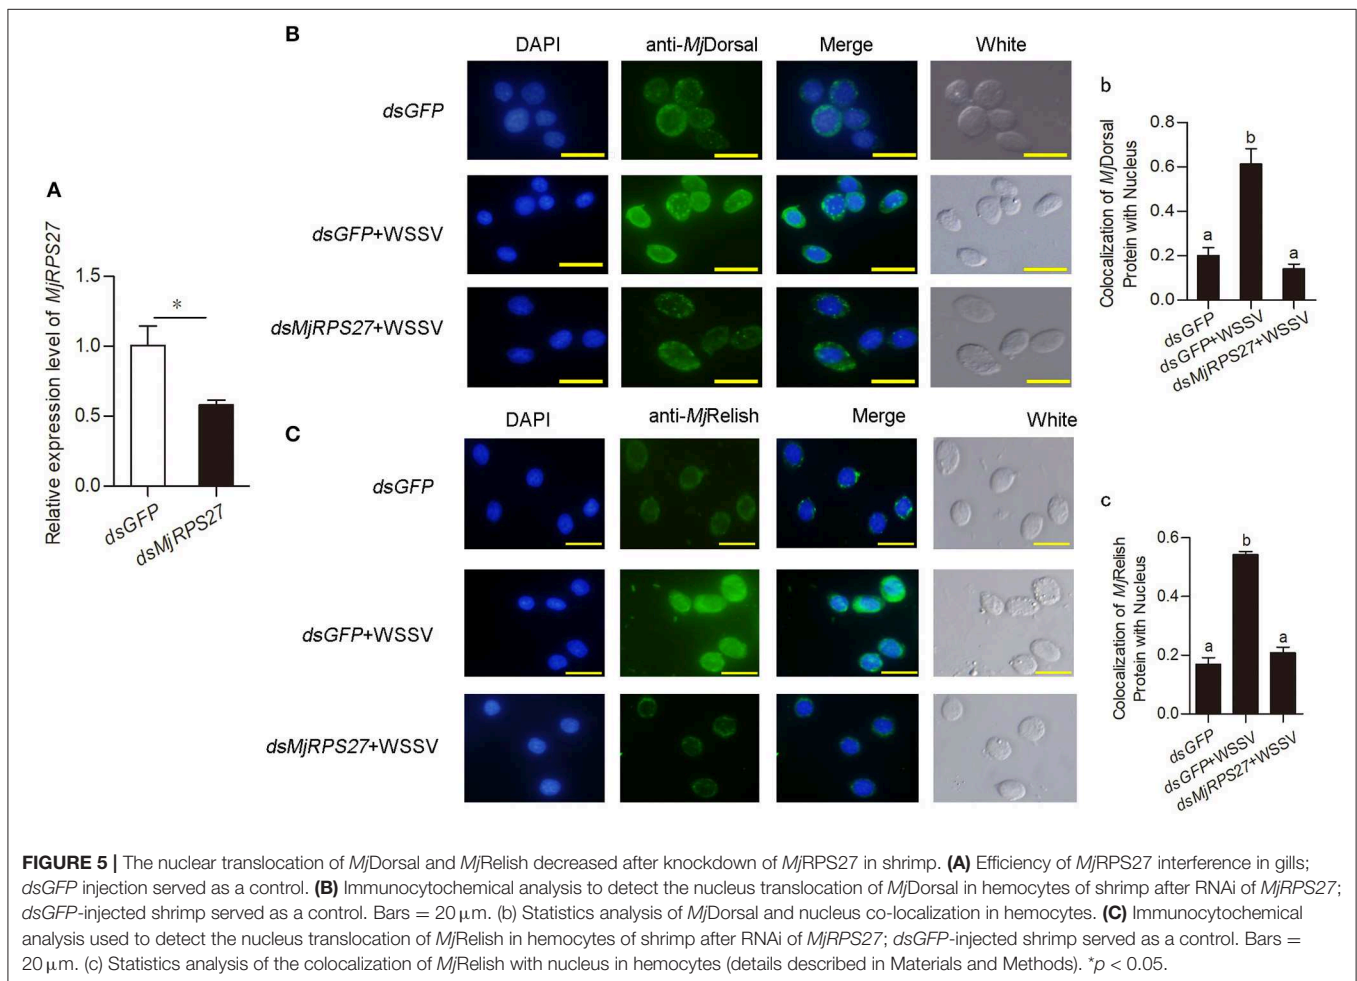 A
Relative expression level of MjRPS27
1.5
1.0
0.5
0.0
*
dsGFP
dsMjRPS27
B
DAPI
anti-MjDorsal
Merge
White
dsGFP
dsGFP+WSSV
dsMjRPS27+WSSV
b
Colocalization of MjDorsal
Protein with Nucleus
0.8
0.6
0.4
0.2
0.0
a
b
a
dsGFP
dsGFP+WSSV
dsMjRPS27+WSSV
C
DAPI
anti-MjRelish
Merge
White
dsGFP
dsGFP+WSSV
dsMjRPS27+WSSV
c
Colocalization of MjRelish
Protein with Nucleus
0.6
0.4
0.2
0.0
a
b
a
dsGFP
dsGFP+WSSV
dsMjRPS27+WSSV
FIGURE 5 | The nuclear translocation of MjDorsal and MjRelish decreased after knockdown of MjRPS27 in shrimp. (A) Efficiency of MjRPS27 interference in gills;
dsGFP injection served as a control. (B) Immunocytochemical analysis to detect the nucleus translocation of MjDorsal in hemocytes of shrimp after RNAi of MjRPS27;
dsGFP-injected shrimp served as a control. Bars = 20 μm. (b) Statistics analysis of MjDorsal and nucleus co-localization in hemocytes. (C) Immunocytochemical
analysis used to detect the nucleus translocation of MjRelish in hemocytes of shrimp after RNAi of MjRPS27; dsGFP-injected shrimp served as a control. Bars =
20 μm. (c) Statistics analysis of the colocalization of MjRelish with nucleus in hemocytes (details described in Materials and Methods). *p < 0.05.